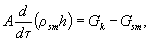 A d/dτ (ρ_sm h) = G_k − G_sm,